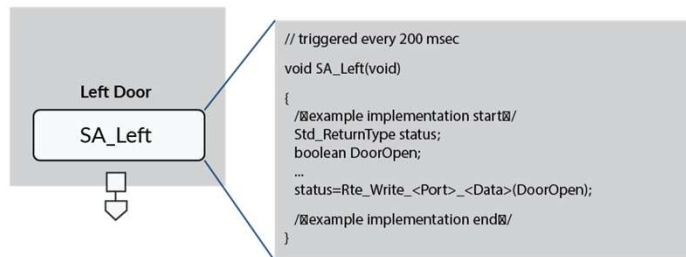 Left Door
SA_Left
// triggered every 200 msec
void SA_Left(void)
{
/☒example implementation start☒/
Std_ReturnType status;
boolean DoorOpen;
...
status=Rte_Write_<Port>_<Data>(DoorOpen);
/☒example implementation end☒/
}